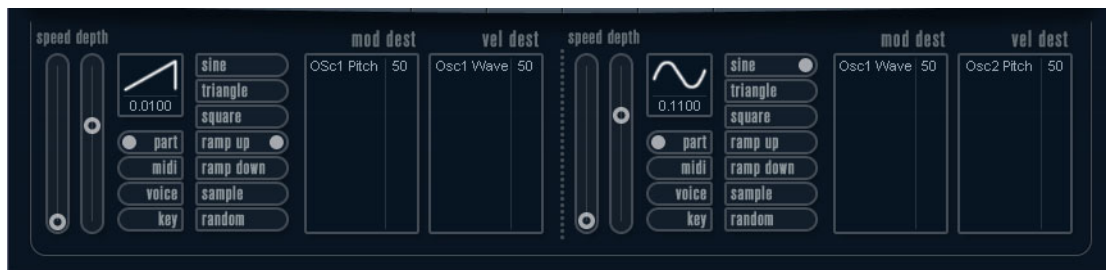 speed depth mod dest vel dest
sine
triangle
square
ramp up
ramp down
sample
random
0.0100
part
midi
voice
key
OSc1 Pitch 50
Osc1 Wave 50
speed depth mod dest vel dest
sine
triangle
square
ramp up
ramp down
sample
random
0.1100
part
midi
voice
key
Osc1 Wave 50
Osc2 Pitch 50